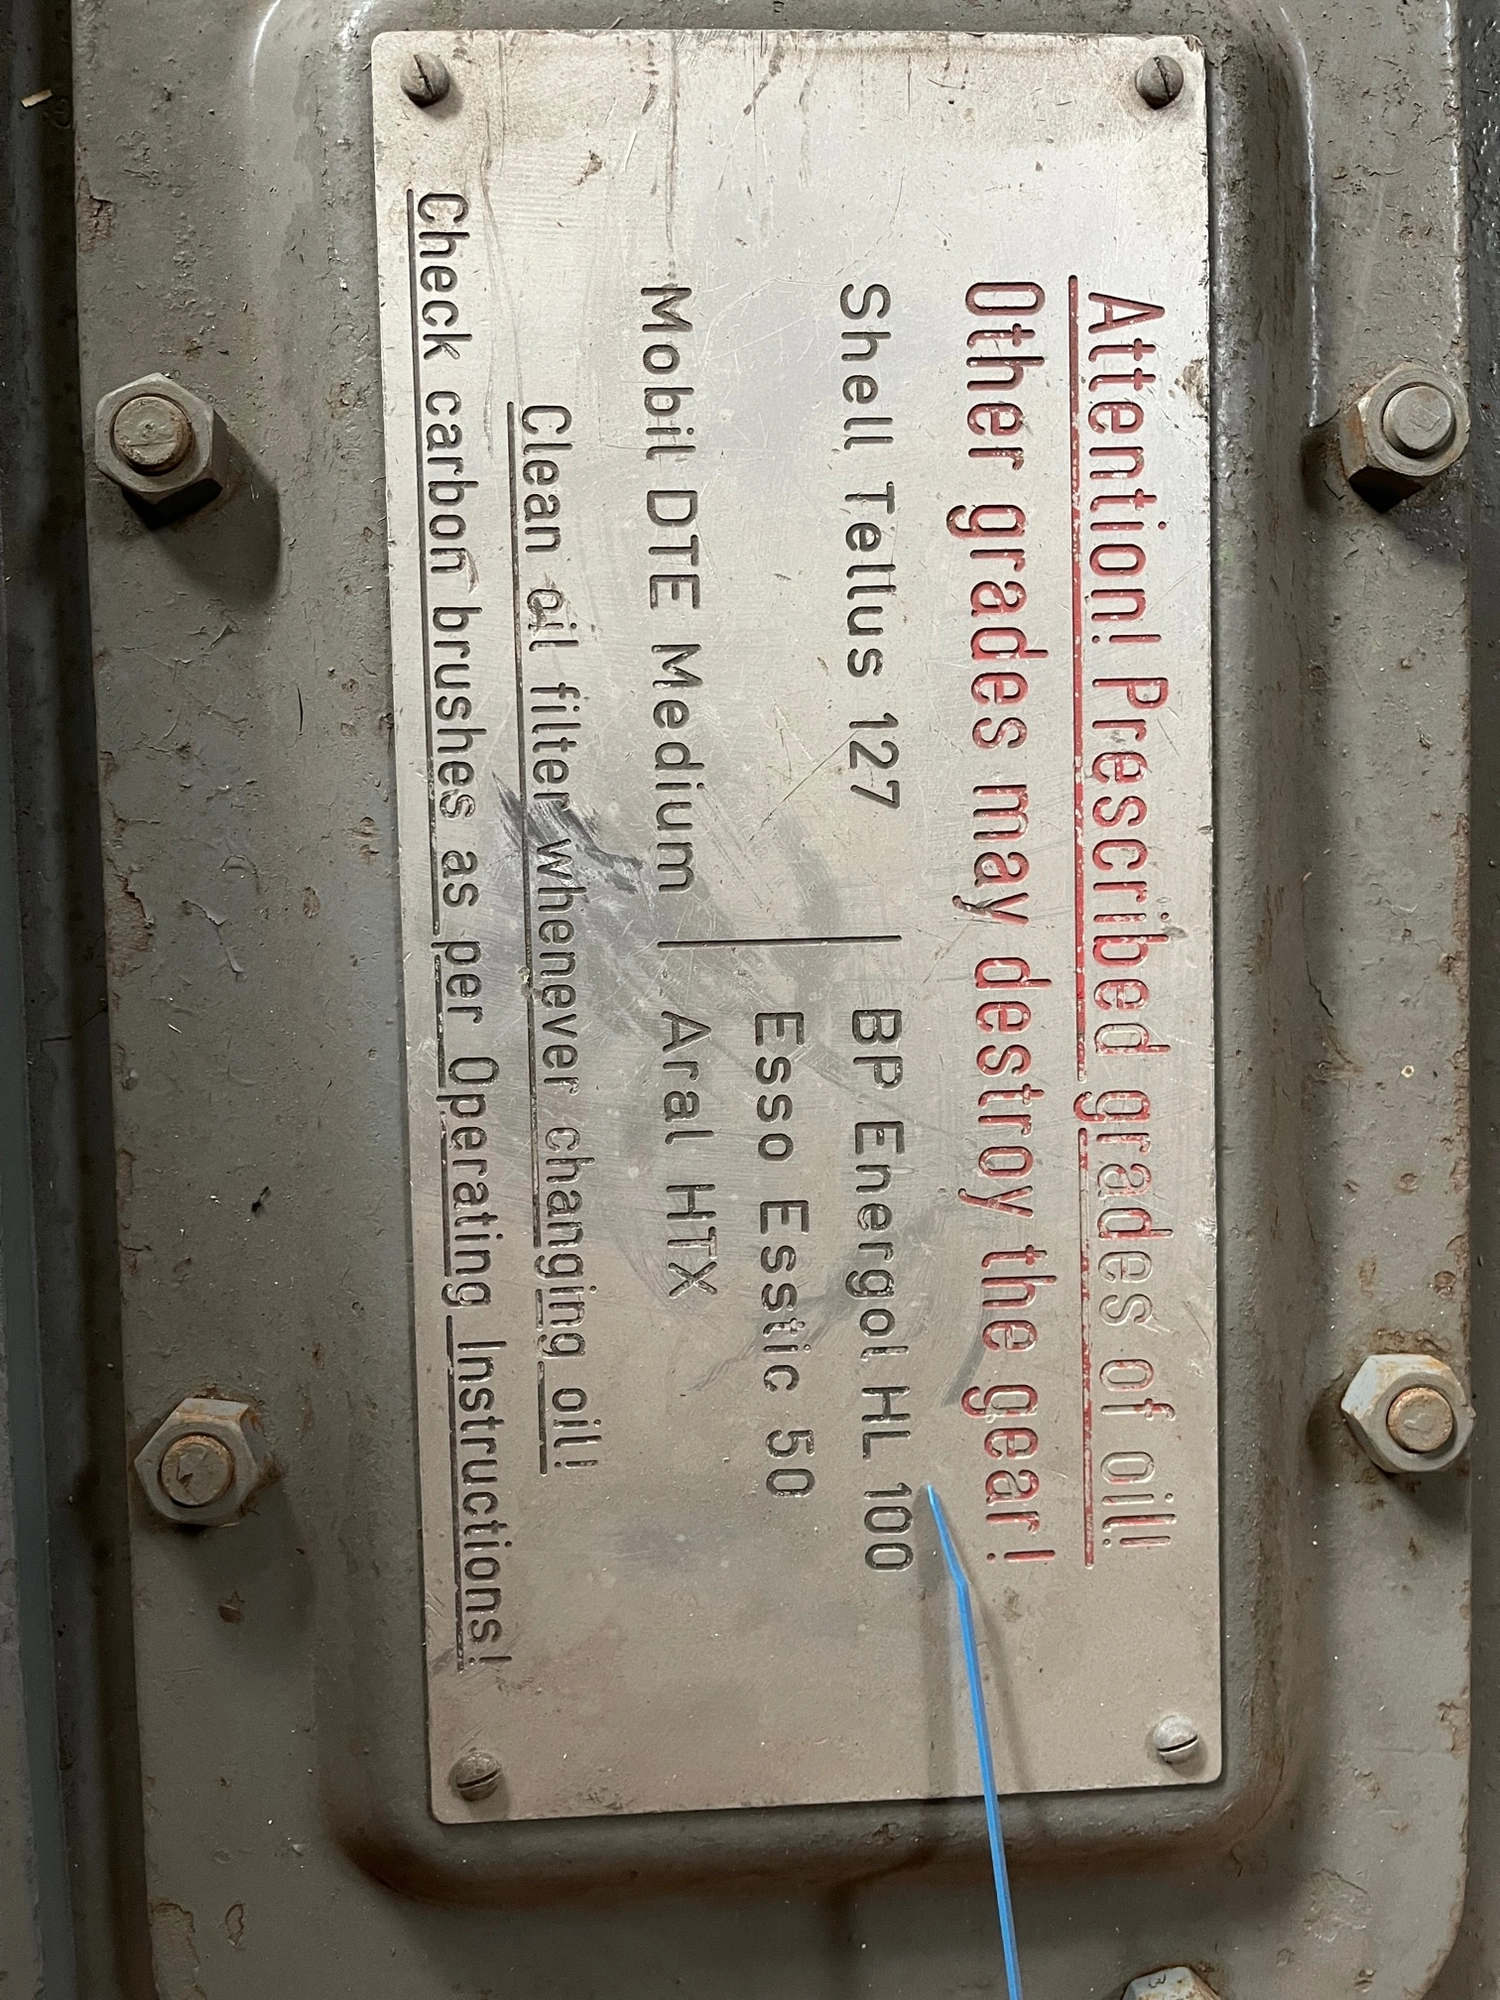 Attention! Prescribed grades of oil!
Other grades may destroy the gear!
Shell Tellus 127
Mobil DTE Medium
BP Energol HL 100
Esso Esstic 50
Aral HTX
Clean oil filter whenever changing oil!
Check carbon brushes as per Operating Instructions!